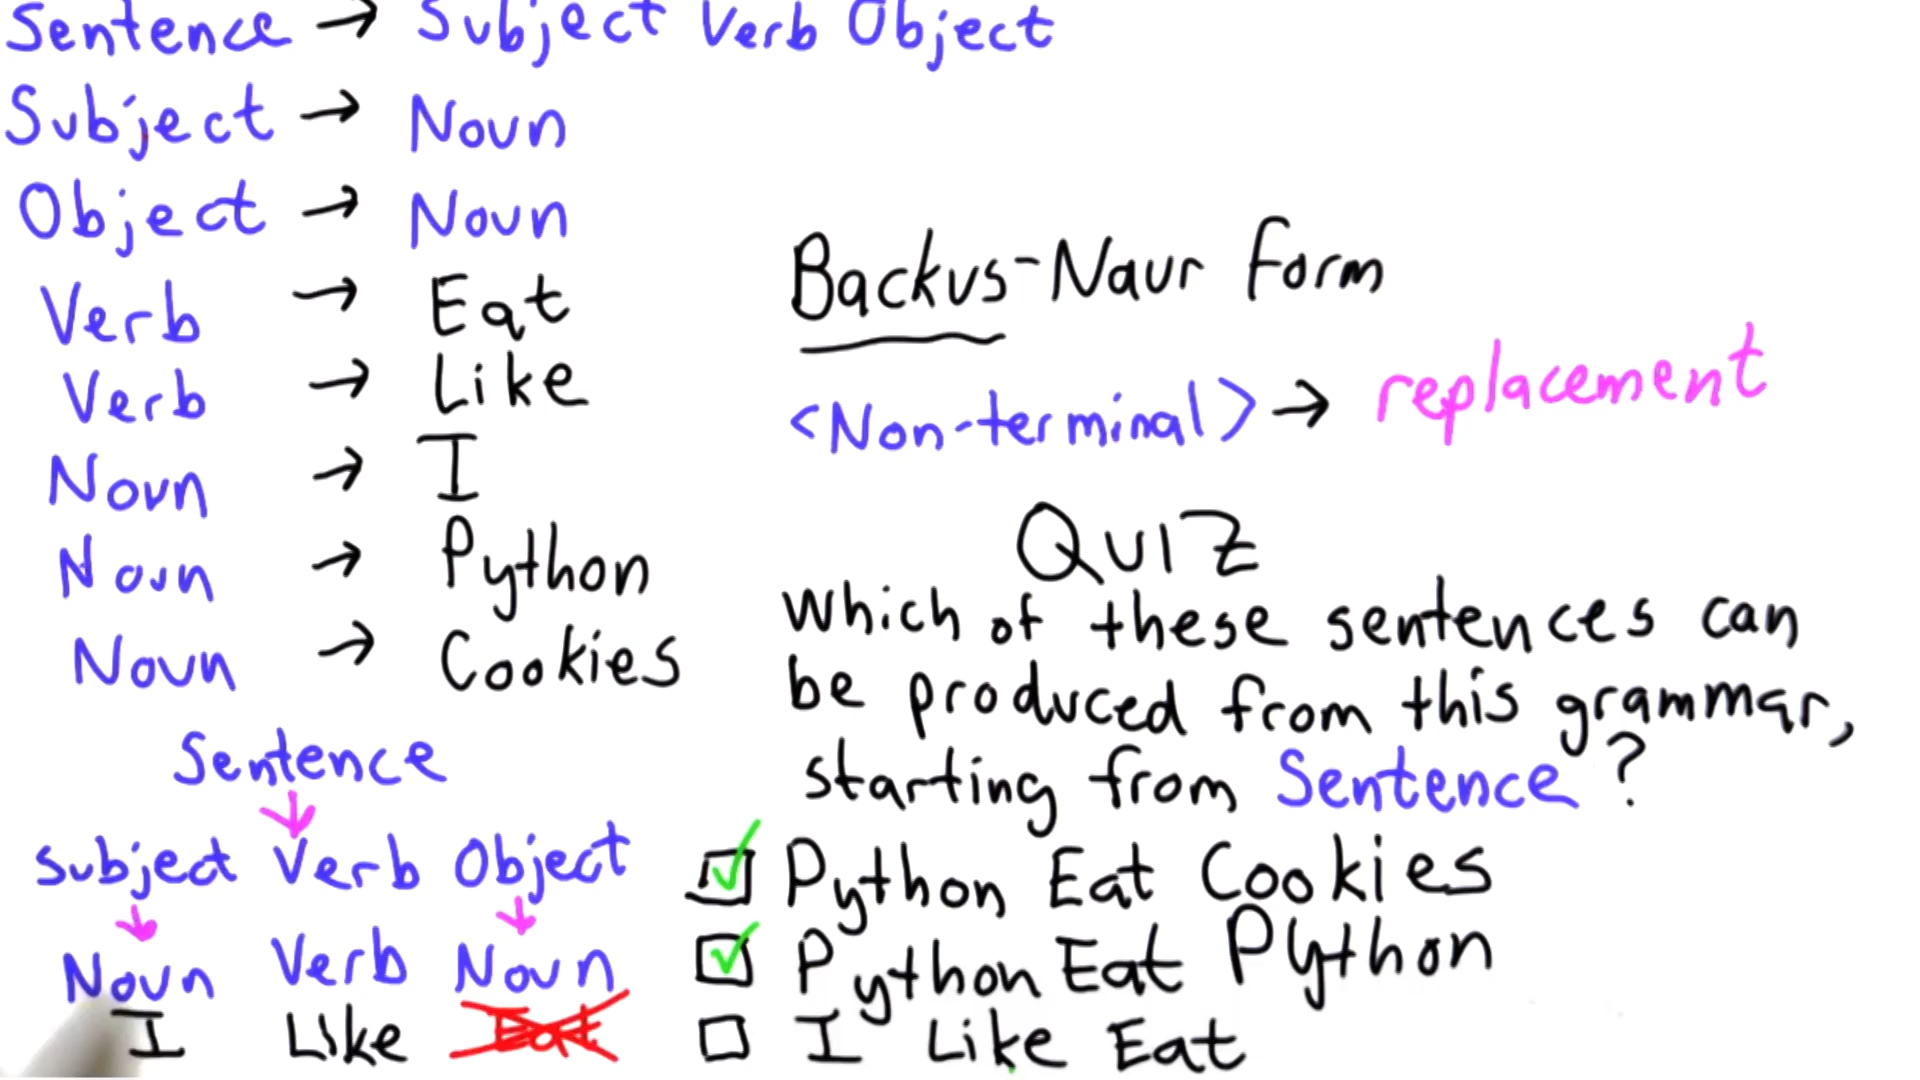 Sentence → Subject Verb Object
Subject → Noun
Object → Noun
Verb → Eat
Verb → Like
Noun → I
Noun → Python
Noun → Cookies
Sentence
Subject Verb Object
Noun Verb Noun
I Like Eat
Backus-Naur Form
<Non-terminal> → replacement
QUIZ
Which of these sentences can
be produced from this grammar,
starting from Sentence?
Python Eat Cookies
Python Eat Python
I Like Eat